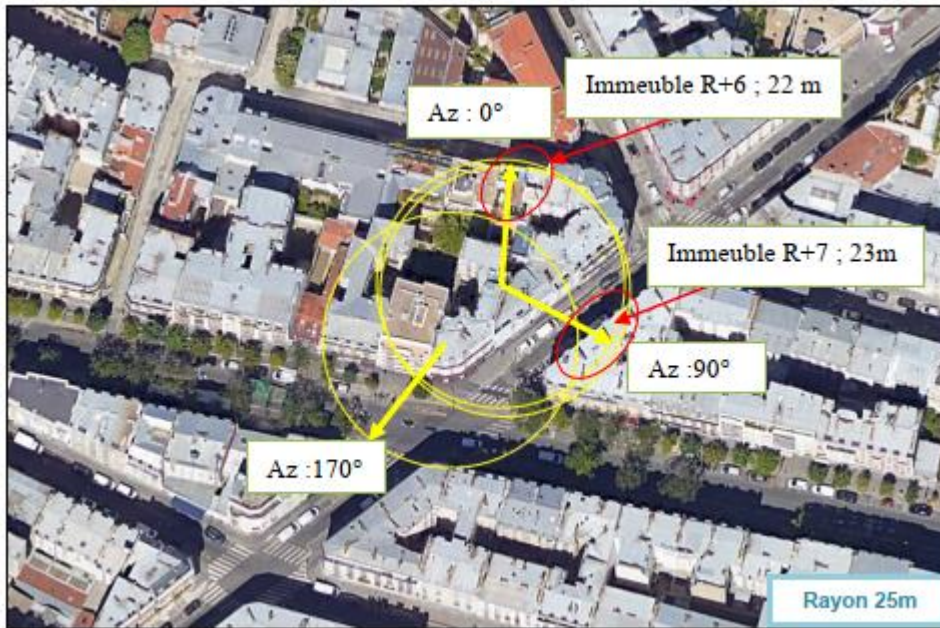 Immeuble R+6 ; 22 m
Az : 0°
Immeuble R+7 ; 23m
Az :90°
Az :170°
Rayon 25m